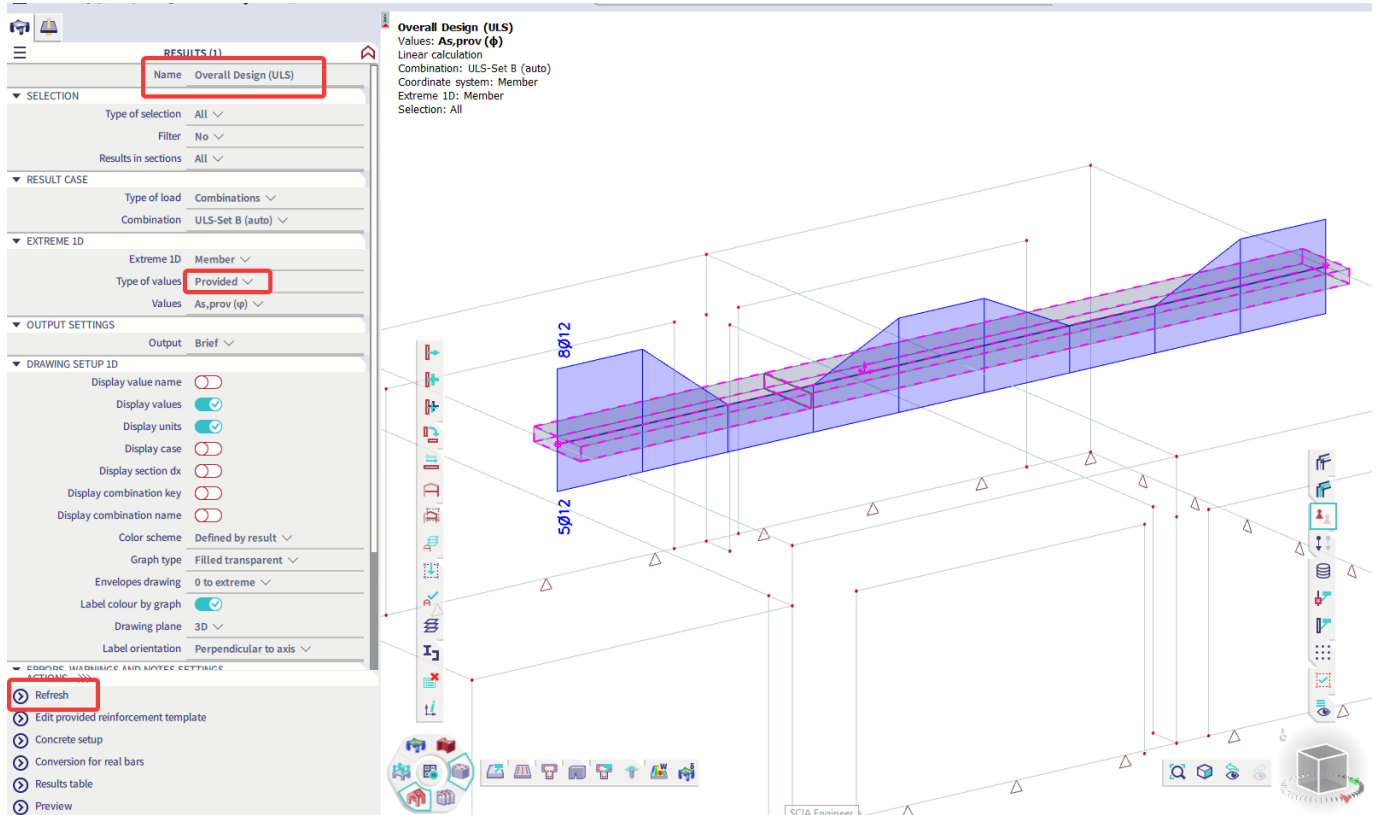 RESULTS (1)
Name Overall Design (ULS)
SELECTION
Type of selection All
Filter No
Results in sections All
RESULT CASE
Type of load Combinations
Combination ULS-Set B (auto)
EXTREME 1D
Extreme 1D Member
Type of values Provided
Values As,prov (φ)
OUTPUT SETTINGS
Output Brief
DRAWING SETUP 1D
Display value name
Display values
Display units
Display case
Display section dx
Display combination key
Display combination name
Color scheme Defined by result
Graph type Filled transparent
Envelopes drawing 0 to extreme
Label colour by graph
Drawing plane 3D
Label orientation Perpendicular to axis
ERRORS, WARNINGS AND NOTES SETTINGS
ACTIONS
Refresh
Edit provided reinforcement template
Concrete setup
Conversion for real bars
Results table
Preview
Overall Design (ULS)
Values: As,prov (ϕ)
Linear calculation
Combination: ULS-Set B (auto)
Coordinate system: Member
Extreme 1D: Member
Selection: All
8Ø12
5Ø12
SCIA Engineer